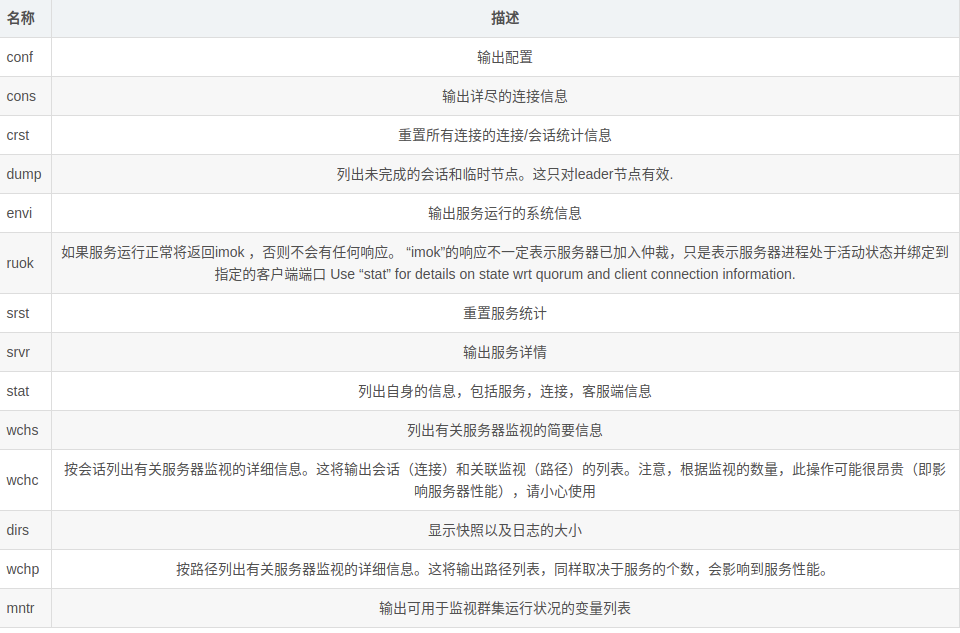 名称 描述
conf 输出配置
cons 输出详尽的连接信息
crst 重置所有连接的连接/会话统计信息
dump 列出未完成的会话和临时节点。这只对leader节点有效.
envi 输出服务运行的系统信息
ruok 如果服务运行正常将返回imok ，否则不会有任何响应。 “imok”的响应不一定表示服务器已加入仲裁，只是表示服务器进程处于活动状态并绑定到
指定的客户端端口 Use “stat” for details on state wrt quorum and client connection information.
srst 重置服务统计
srvr 输出服务详情
stat 列出自身的信息，包括服务，连接，客服端信息
wchs 列出有关服务器监视的简要信息
wchc 按会话列出有关服务器监视的详细信息。这将输出会话（连接）和关联监视（路径）的列表。注意，根据监视的数量，此操作可能很昂贵（即影
响服务器性能），请小心使用
dirs 显示快照以及日志的大小
wchp 按路径列出有关服务器监视的详细信息。这将输出路径列表，同样取决于服务的个数，会影响到服务性能。
mntr 输出可用于监视群集运行状况的变量列表